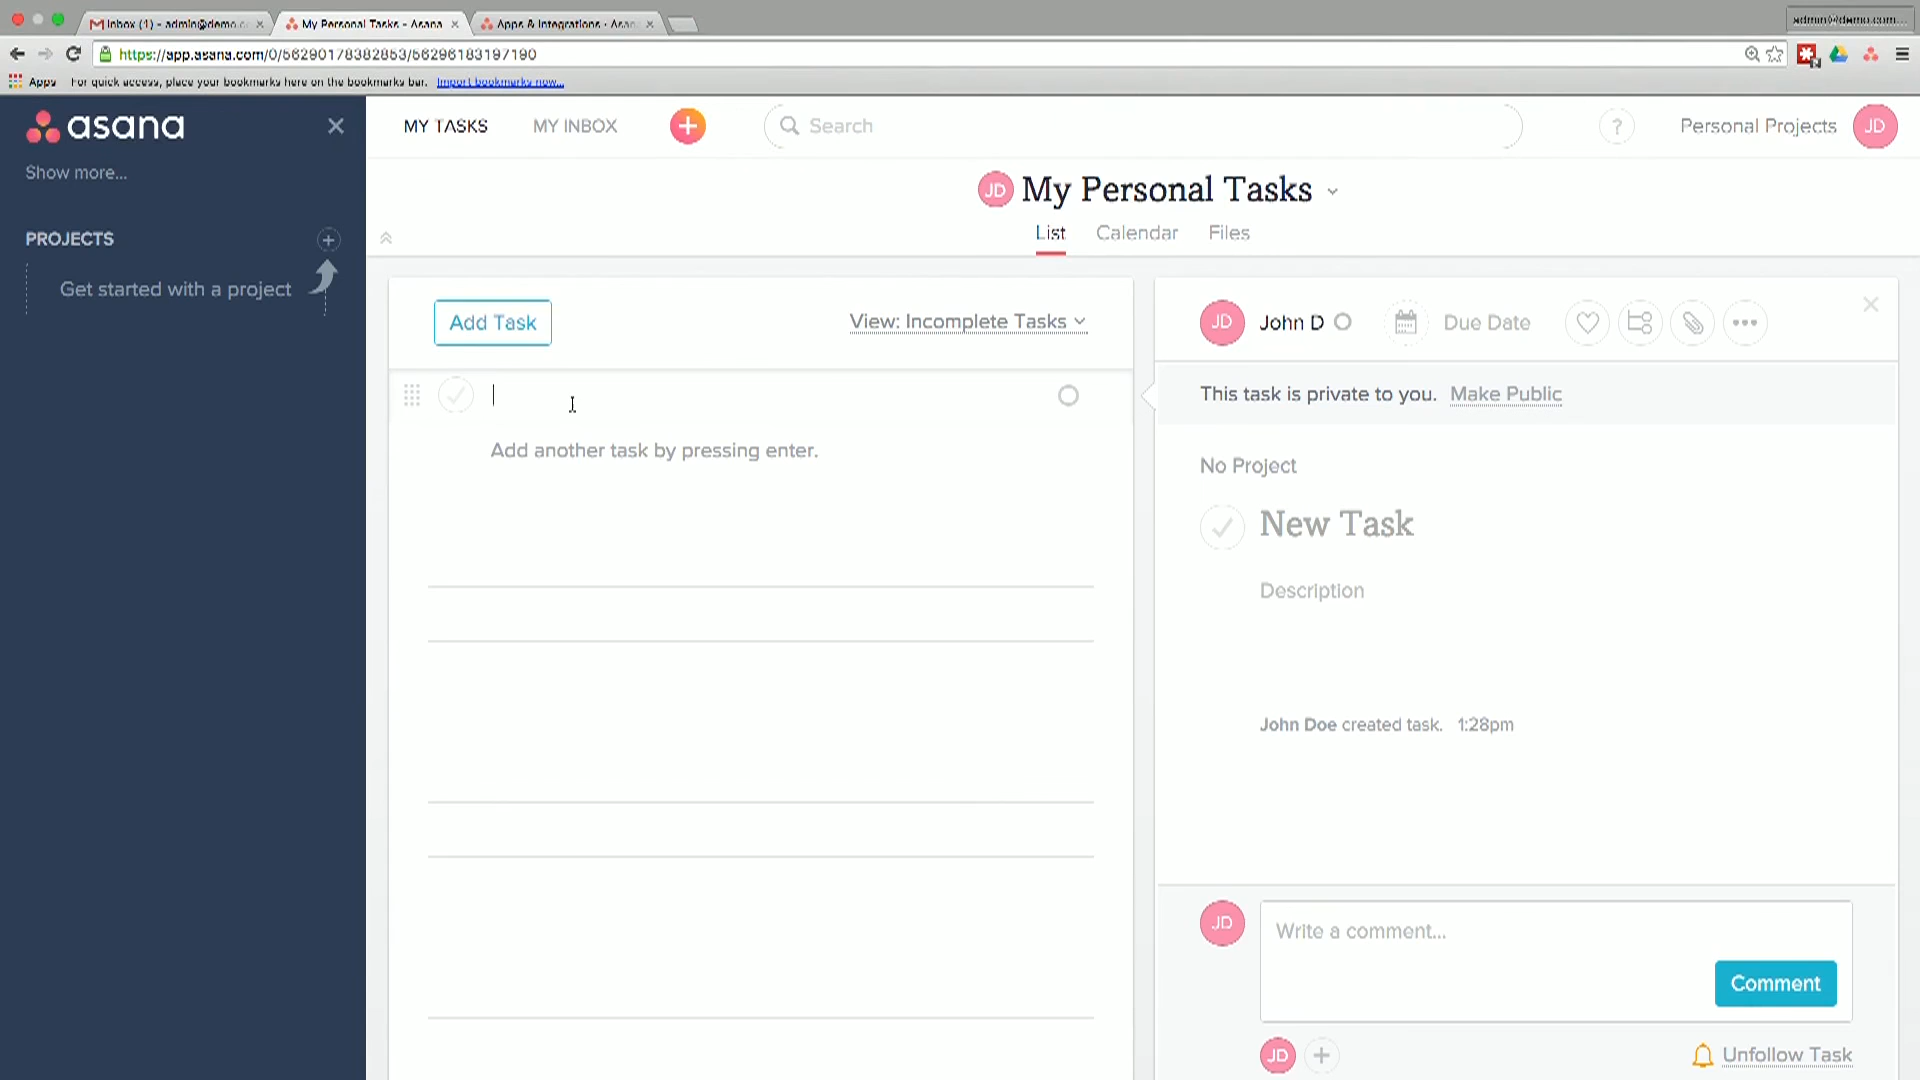 Inbox (1) - admin@demo.c
My Personal Tasks - Asana
Apps & Integrations · Asan
admin@demo.com...
https://app.asana.com/0/56290178382853/56296183197190
Apps
For quick access, place your bookmarks here on the bookmarks bar.
Import bookmarks now...
asana
Show more...
PROJECTS
Get started with a project
MY TASKS
MY INBOX
Search
?
Personal Projects
JD
JD
My Personal Tasks
List
Calendar
Files
Add Task
View: Incomplete Tasks
Add another task by pressing enter.
JD
John D
Due Date
This task is private to you.
Make Public
No Project
New Task
Description
John Doe created task. 1:28pm
JD
Write a comment...
Comment
JD
Unfollow Task